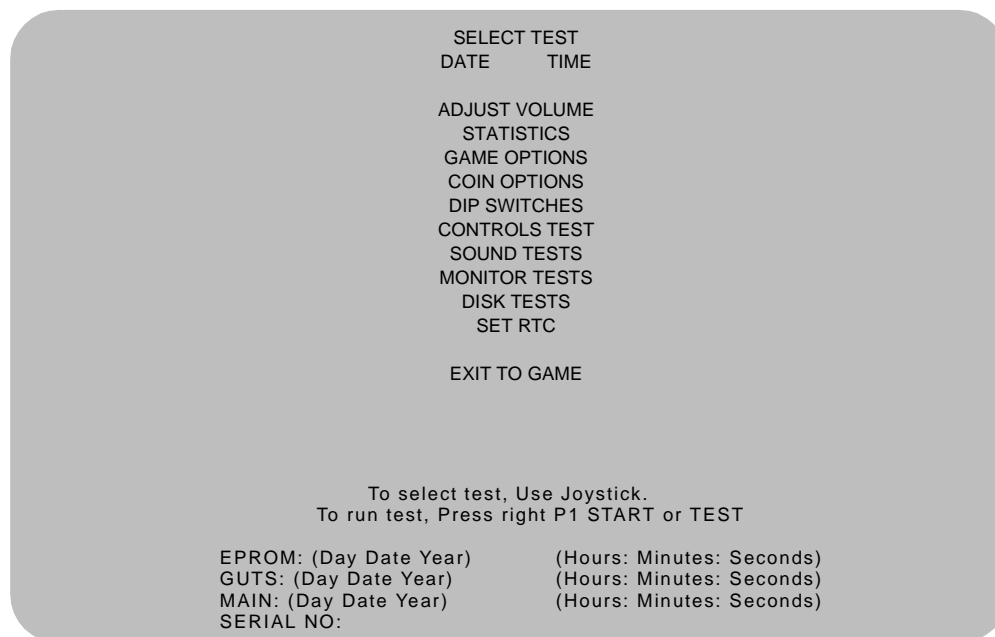 SELECT TEST
DATE TIME
ADJUST VOLUME
STATISTICS
GAME OPTIONS
COIN OPTIONS
DIP SWITCHES
CONTROLS TEST
SOUND TESTS
MONITOR TESTS
DISK TESTS
SET RTC
EXIT TO GAME
To select test, Use Joystick.
To run test, Press right P1 START or TEST
EPROM: (Day Date Year) (Hours: Minutes: Seconds)
GUTS: (Day Date Year) (Hours: Minutes: Seconds)
MAIN: (Day Date Year) (Hours: Minutes: Seconds)
SERIAL NO: